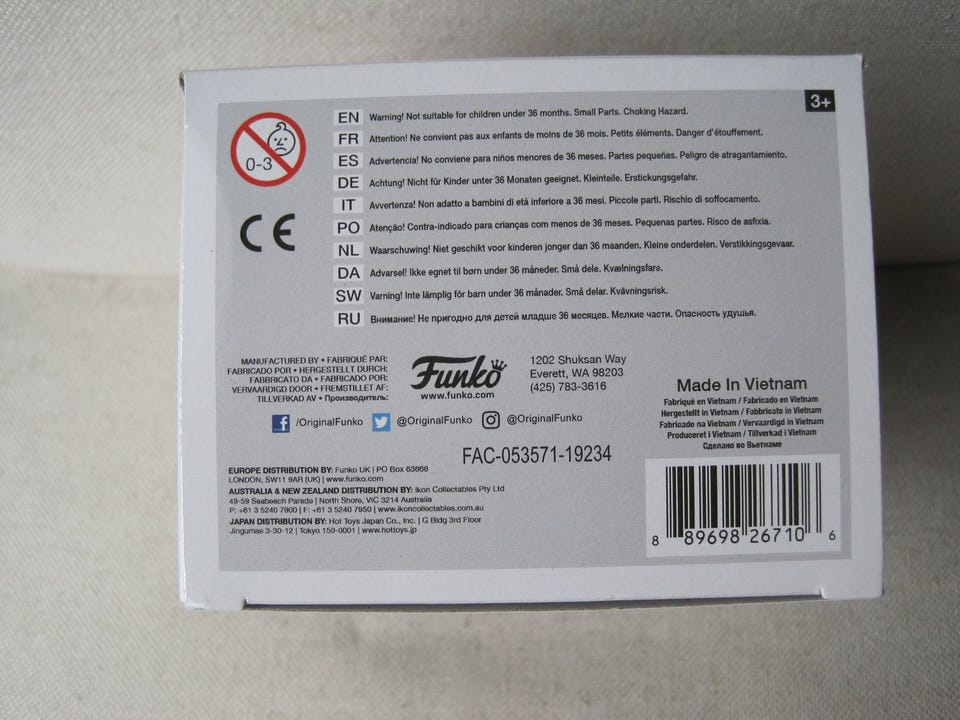 3+
0-3
EN Warning! Not suitable for children under 36 months. Small Parts. Choking Hazard.
FR Attention! Ne convient pas aux enfants de moins de 36 mois. Petits éléments. Danger d'étouffement.
ES Advertencia! No conviene para niños menores de 36 meses. Partes pequeñas. Peligro de atragantamiento.
DE Achtung! Nicht für Kinder unter 36 Monaten geeignet. Kleinteile. Erstickungsgefahr.
IT Avvertenza! Non adatto a bambini di età inferiore a 36 mesi. Piccole parti. Rischio di soffocamento.
PO Atenção! Contra-indicado para crianças com menos de 36 meses. Pequenas partes. Risco de asfixia.
NL Waarschuwing! Niet geschikt voor kinderen jonger dan 36 maanden. Kleine onderdelen. Verstikkingsgevaar.
DA Advarsel! Ikke egnet til børn under 36 måneder. Små dele. Kvælningsfare.
SW Varning! Inte lämplig för barn under 36 månader. Små delar. Kvävningsrisk.
RU Внимание! Не пригодно для детей младше 36 месяцев. Мелкие части. Опасность удушья.
CE
MANUFACTURED BY • FABRIQUÉ PAR:
FABRICADO POR • HERGESTELLT DURCH:
FABBRICATO DA • FABRICADO POR:
VERVAARDIGD DOOR • FREMSTILLET AF:
TILLVERKAD AV • Производитель:
Funko
www.funko.com
1202 Shuksan Way
Everett, WA 98203
(425) 783-3616
/OriginalFunko @OriginalFunko @OriginalFunko
Made In Vietnam
Fabriqué en Vietnam / Fabricado en Vietnam
Hergestellt in Vietnam / Fabbricato in Vietnam
Fabricado na Vietnam / Vervaardigd in Vietnam
Produceret i Vietnam / Tillverkad i Vietnam
Сделано во Вьетнаме
FAC-053571-19234
EUROPE DISTRIBUTION BY: Funko UK | PO Box 63668
LONDON, SW11 9AR (UK) | www.funko.com
AUSTRALIA & NEW ZEALAND DISTRIBUTION BY: Ikon Collectables Pty Ltd
49-59 Seabeach Parade | North Shore, VIC 3214 Australia
P: +61 3 5240 7900 | F: +61 3 5240 7950 | www.ikoncollectables.com.au
JAPAN DISTRIBUTION BY: Hot Toys Japan Co., Inc. | G Bldg 3rd Floor
Jingumae 3-30-12 | Tokyo 150-0001 | www.hottoys.jp
8 89698 26710 6